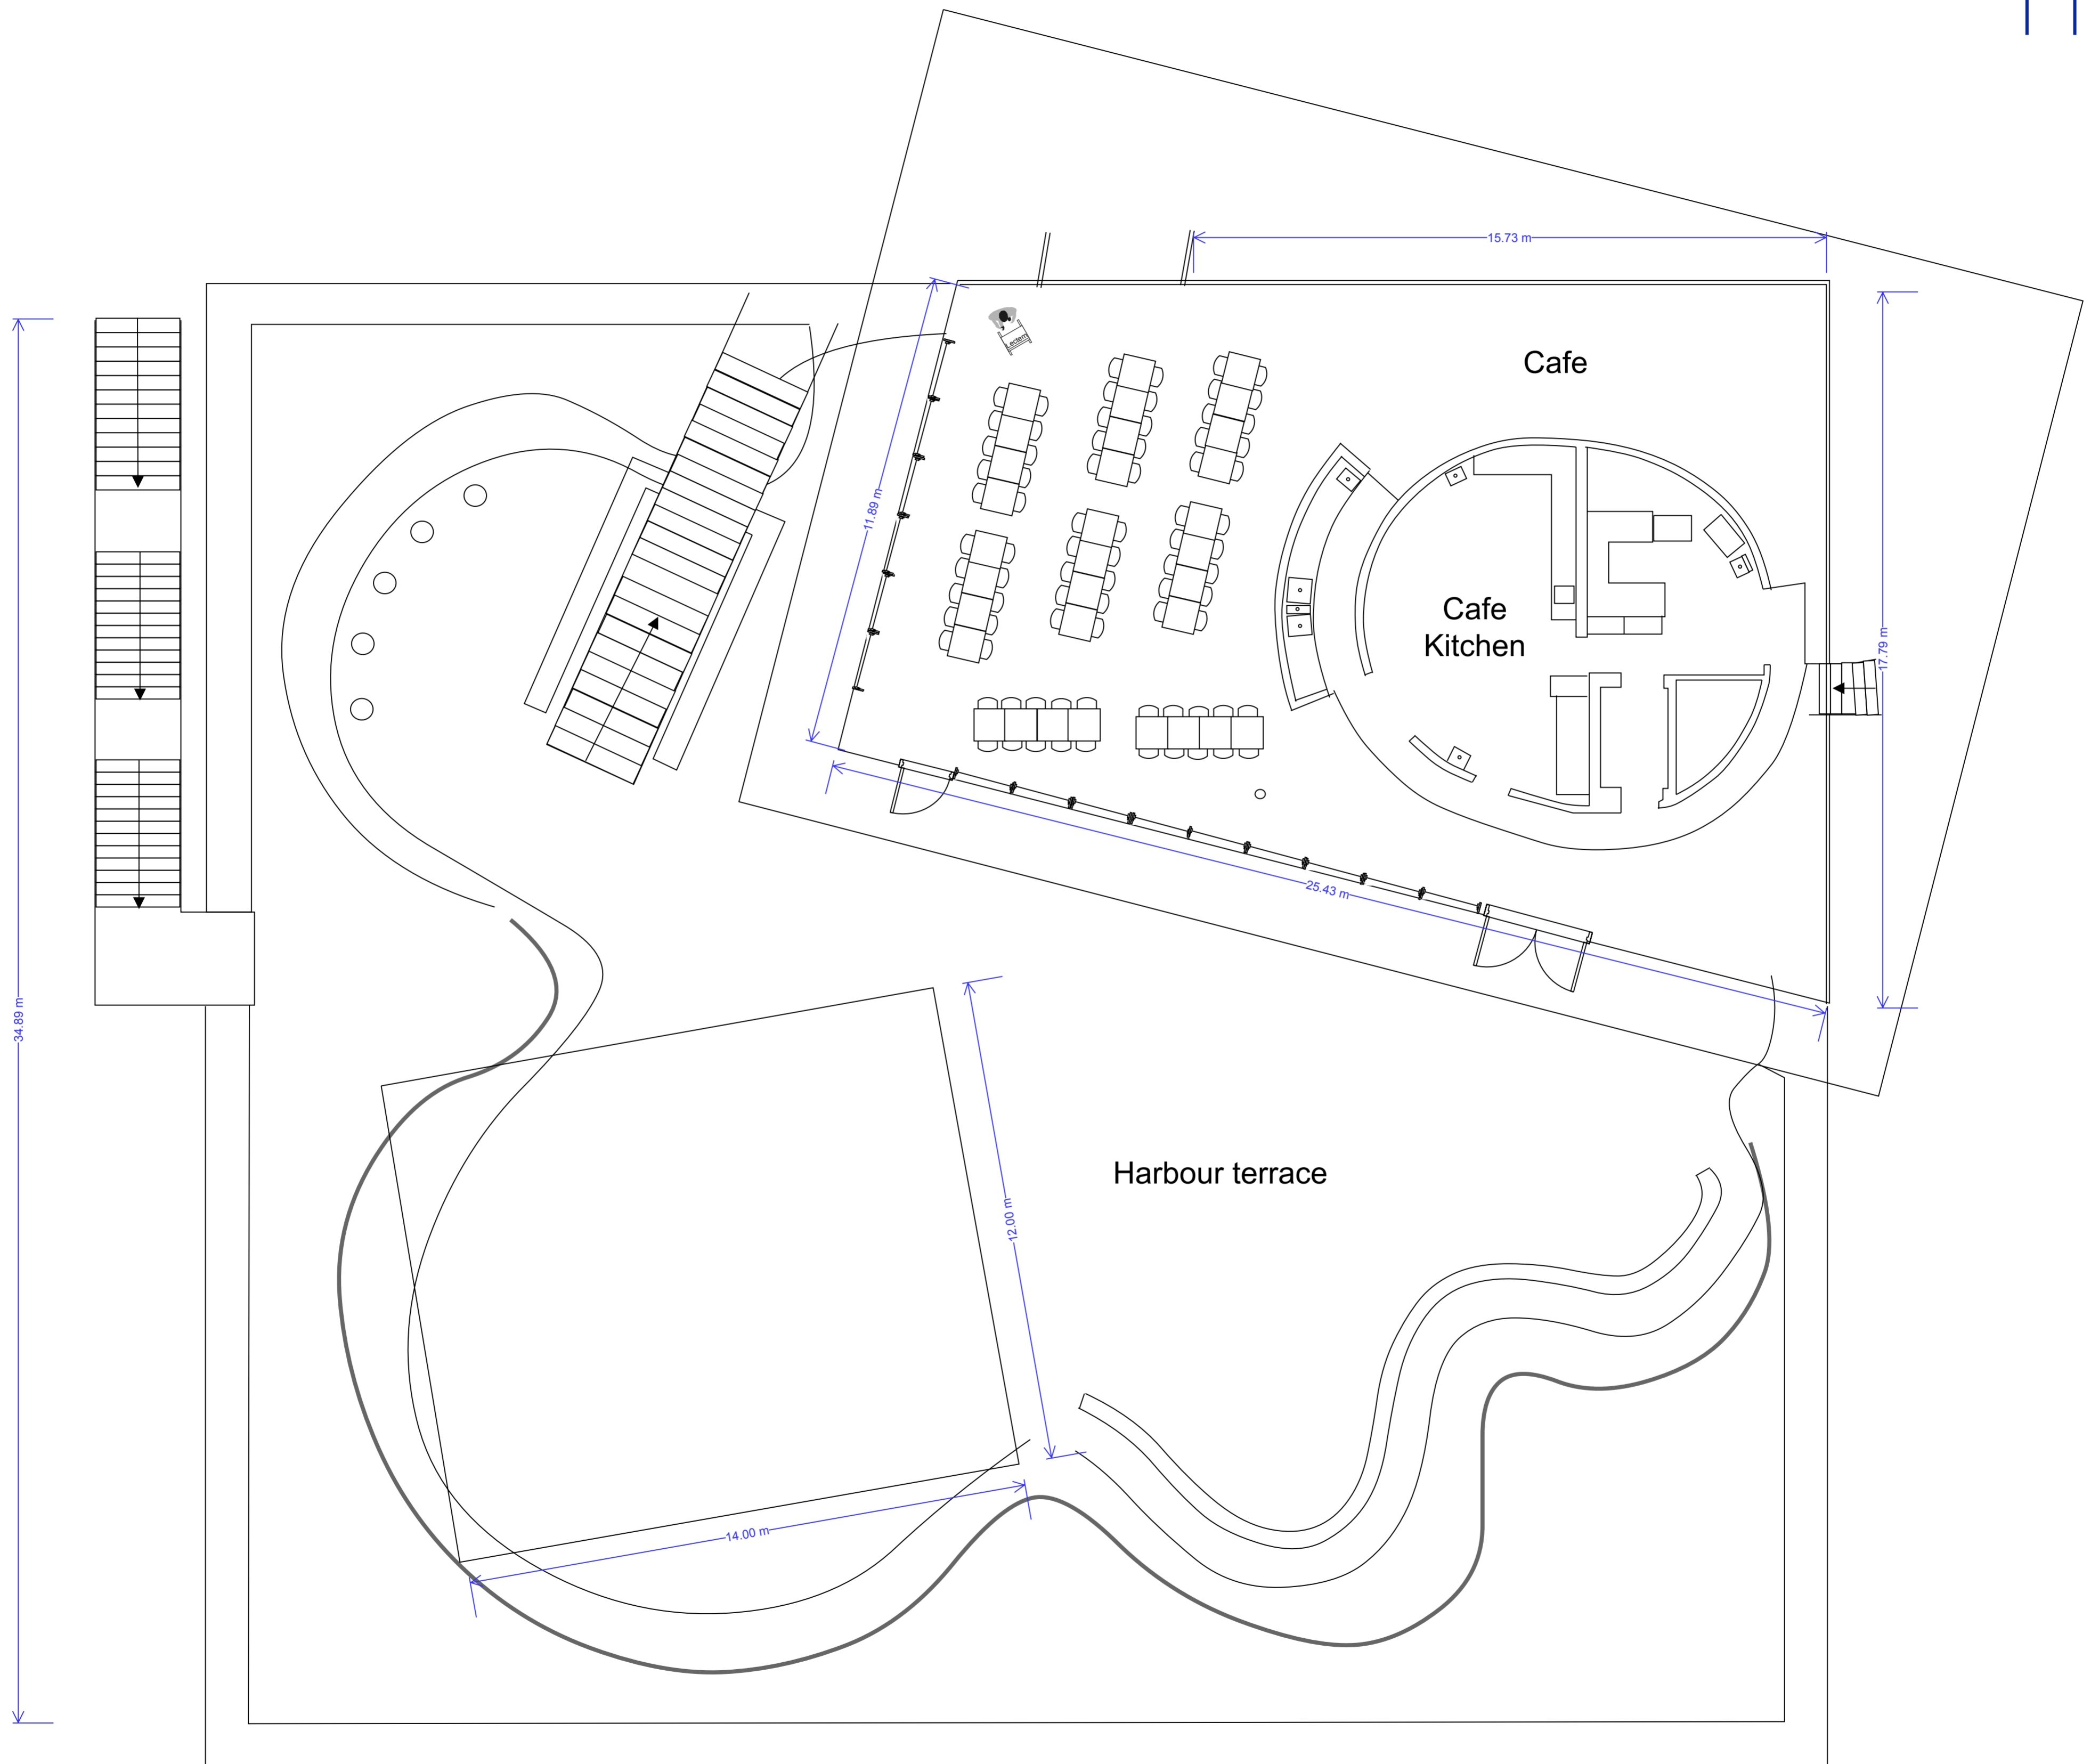 15.73 m
Cafe
11.89 m
Cafe
Kitchen
17.79 m
25.43 m
34.89 m
Harbour terrace
12.00 m
14.00 m